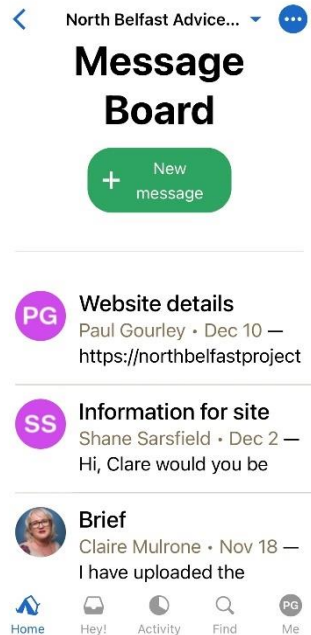 North Belfast Advice...
Message
Board
New
message
PG
Website details
Paul Gourley • Dec 10 —
https://northbelfastproject
SS
Information for site
Shane Sarsfield • Dec 2 —
Hi, Clare would you be
Brief
Claire Mulrone • Nov 18 —
I have uploaded the
Home
Hey!
Activity
Find
PG
Me